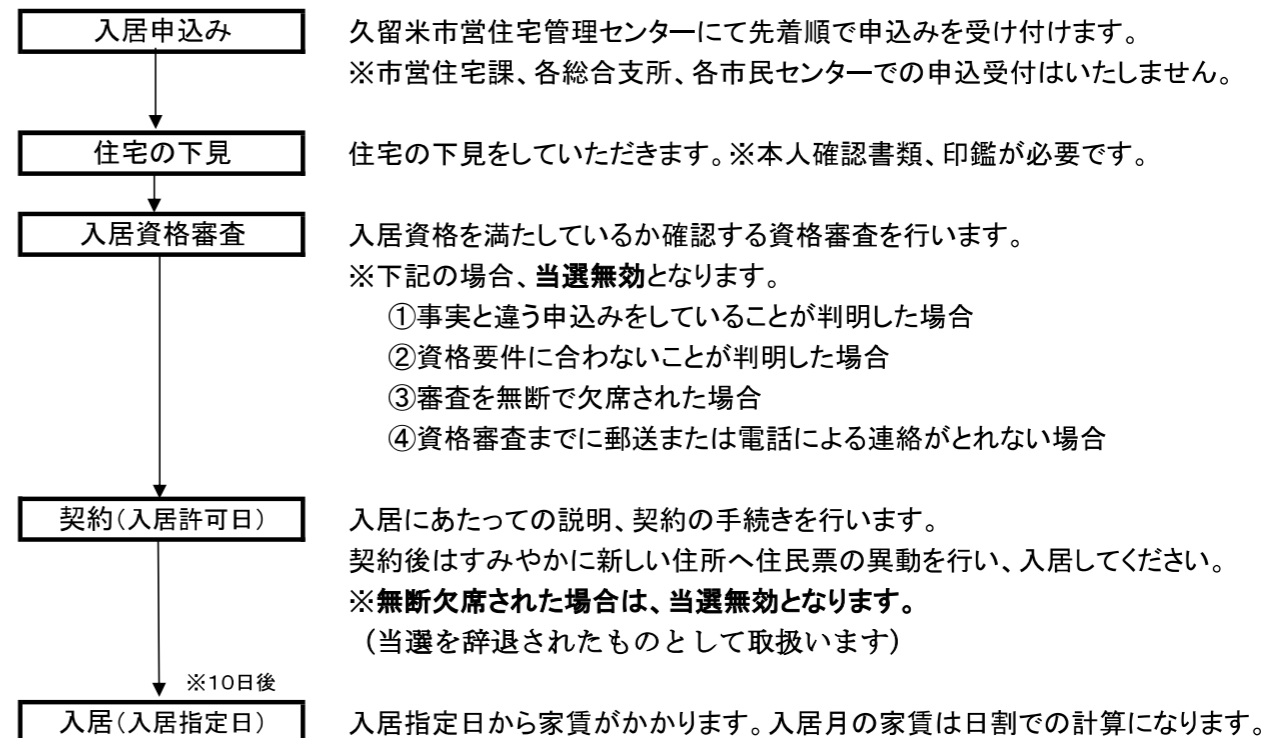 入居申込み 久留米市営住宅管理センターにて先着順で申込みを受け付けます。
※市営住宅課、各総合支所、各市民センターでの申込受付はいたしません。
住宅の下見 住宅の下見をしていただきます。※本人確認書類、印鑑が必要です。
入居資格審査 入居資格を満たしているか確認する資格審査を行います。
※下記の場合、当選無効となります。
①事実と違う申込みをしていることが判明した場合
②資格要件に合わないことが判明した場合
③審査を無断で欠席された場合
④資格審査までに郵送または電話による連絡がとれない場合
契約(入居許可日) 入居にあたっての説明、契約の手続きを行います。
契約後はすみやかに新しい住所へ住民票の異動を行い、入居してください。
※無断欠席された場合は、当選無効となります。
(当選を辞退されたものとして取扱います)
※10日後
入居(入居指定日) 入居指定日から家賃がかかります。入居月の家賃は日割での計算になります。